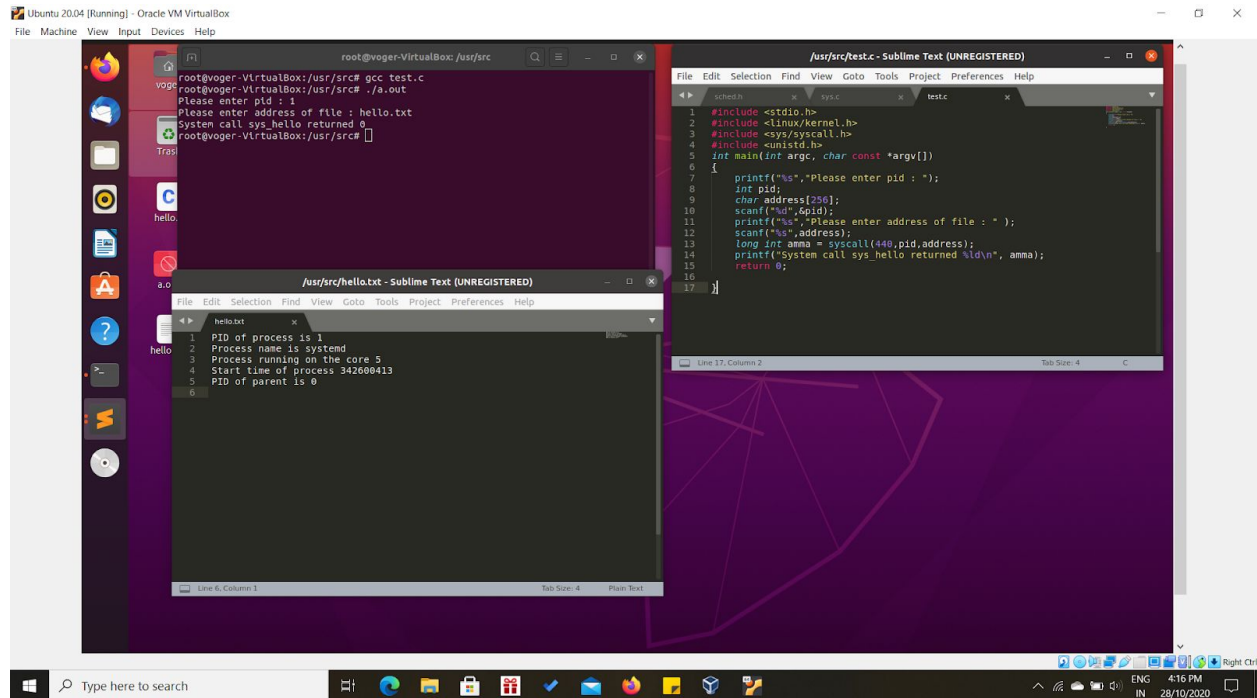 Ubuntu 20.04 [Running] - Oracle VM VirtualBox
File Machine View Input Devices Help
root@voger-VirtualBox: /usr/src
root@voger-VirtualBox:/usr/src# gcc test.c
root@voger-VirtualBox:/usr/src# ./a.out
Please enter pid : 1
Please enter address of file : hello.txt
System call sys_hello returned 0
root@voger-VirtualBox:/usr/src#
voge
Tras
hello.
a.o
hello
/usr/src/test.c - Sublime Text (UNREGISTERED)
File Edit Selection Find View Goto Tools Project Preferences Help
sched.h sys.c test.c
1 #include <stdio.h>
2 #include <linux/kernel.h>
3 #include <sys/syscall.h>
4 #include <unistd.h>
5 int main(int argc, char const *argv[])
6 {
7 printf("%s","Please enter pid : ");
8 int pid;
9 char address[256];
10 scanf("%d",&pid);
11 printf("%s","Please enter address of file : " );
12 scanf("%s",address);
13 long int amma = syscall(440,pid,address);
14 printf("System call sys_hello returned %ld\n", amma);
15 return 0;
16
17 }
Line 17, Column 2 Tab Size: 4 C
/usr/src/hello.txt - Sublime Text (UNREGISTERED)
File Edit Selection Find View Goto Tools Project Preferences Help
hello.txt
1 PID of process is 1
2 Process name is systemd
3 Process running on the core 5
4 Start time of process 342600413
5 PID of parent is 0
6
Line 6, Column 1 Tab Size: 4 Plain Text
Right Ctrl
Type here to search
ENG
IN
4:16 PM
28/10/2020